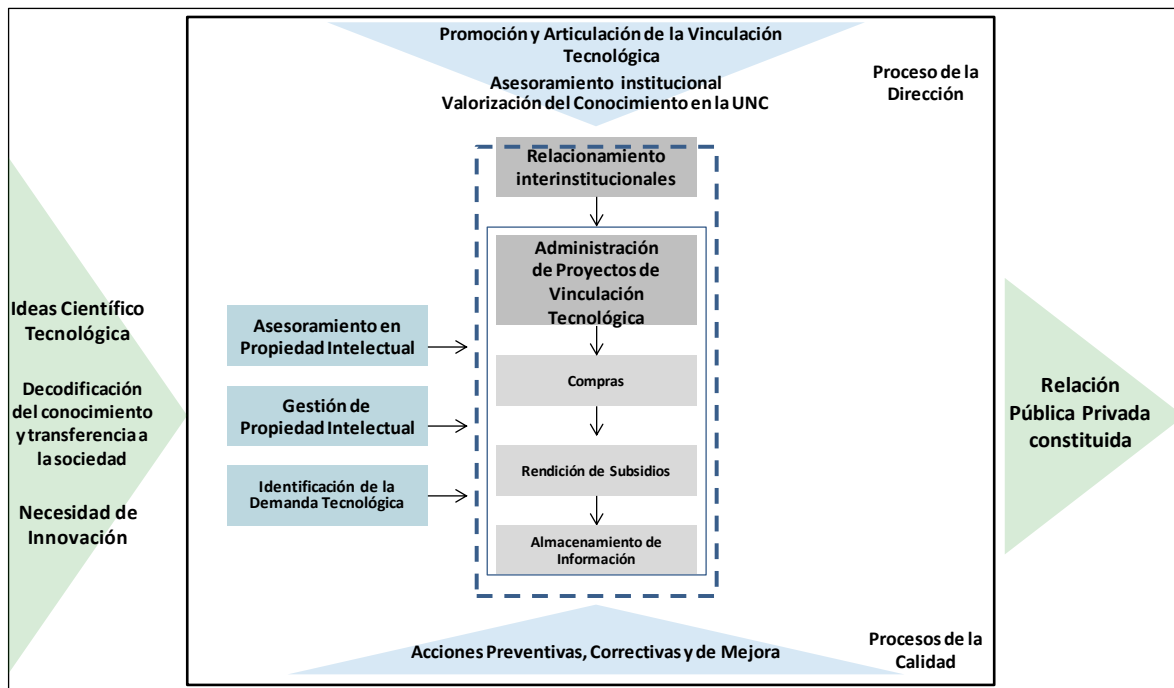 Promoción y Articulación de la Vinculación
Tecnológica
Asesoramiento institucional
Valorización del Conocimiento en la UNC
Proceso de la
Dirección
Relacionamiento
interinstitucionales
Administración
de Proyectos de
Vinculación
Tecnológica
Ideas Científico
Tecnológica
Decodificación
del conocimiento
y transferencia a
la sociedad
Necesidad de
Innovación
Asesoramiento en
Propiedad Intelectual
Gestión de
Propiedad Intelectual
Identificación de la
Demanda Tecnológica
Compras
Rendición de Subsidios
Almacenamiento de
Información
Relación
Pública Privada
constituida
Acciones Preventivas, Correctivas y de Mejora
Procesos de la
Calidad